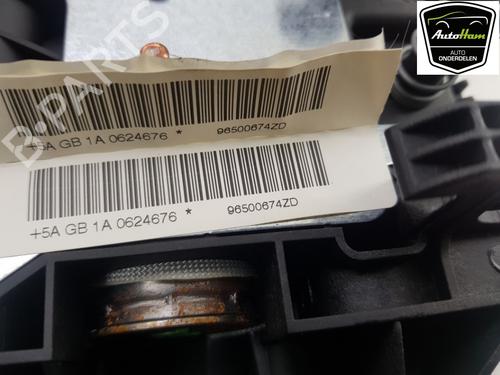 AutoHam
AUTO
ONDERDELEN
B-PARTS
+5A GB 1A 0624676 * 96500674ZD
+5A GB 1A 0624676 * 96500674ZD